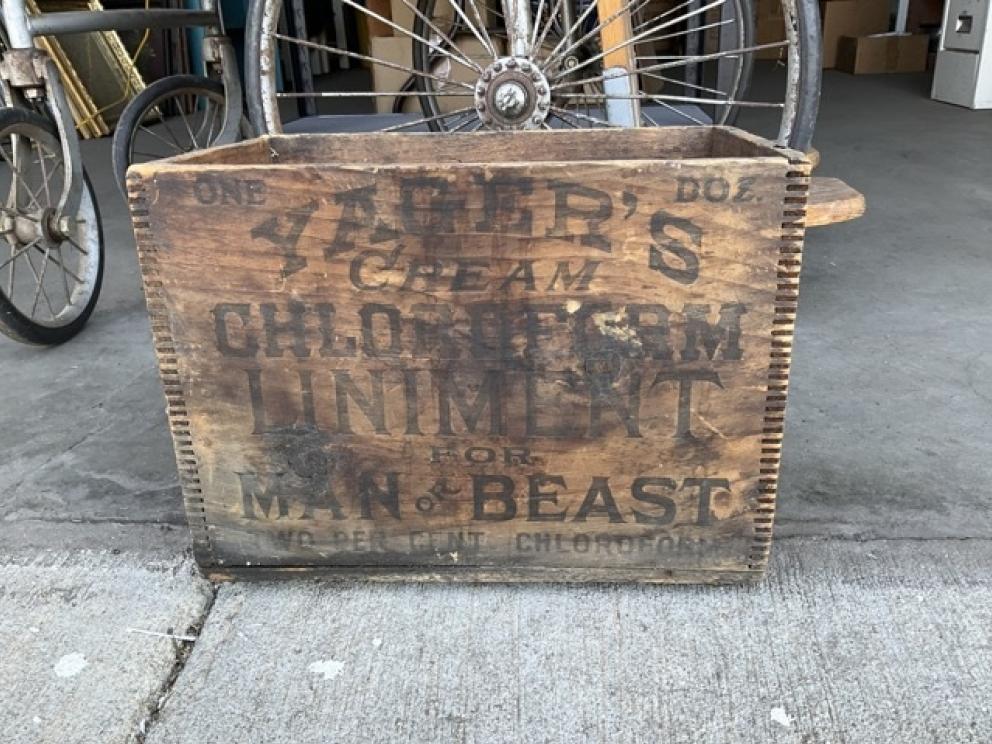 ONE DOZ.
YAGER'S
CREAM
CHLOROFORM
LINIMENT
FOR
MAN OR BEAST
TWO PER CENT CHLOROFORM